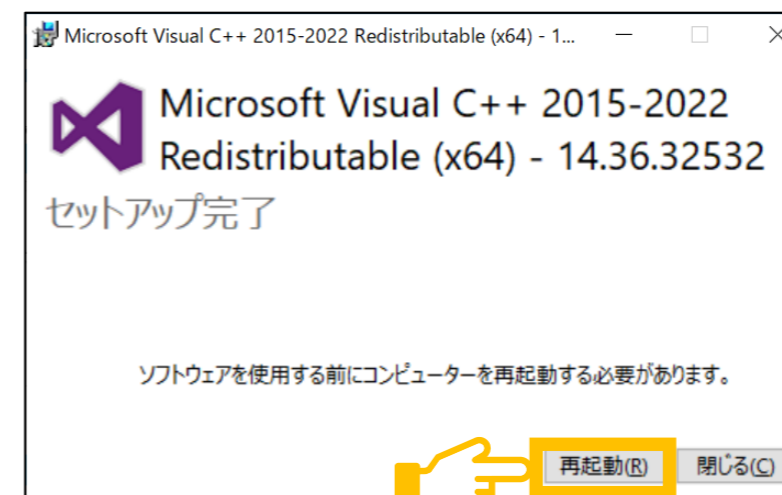 Microsoft Visual C++ 2015-2022 Redistributable (x64) - 1...
Microsoft Visual C++ 2015-2022
Redistributable (x64) - 14.36.32532
セットアップ完了
ソフトウェアを使用する前にコンピューターを再起動する必要があります。
再起動(R) 閉じる(C)